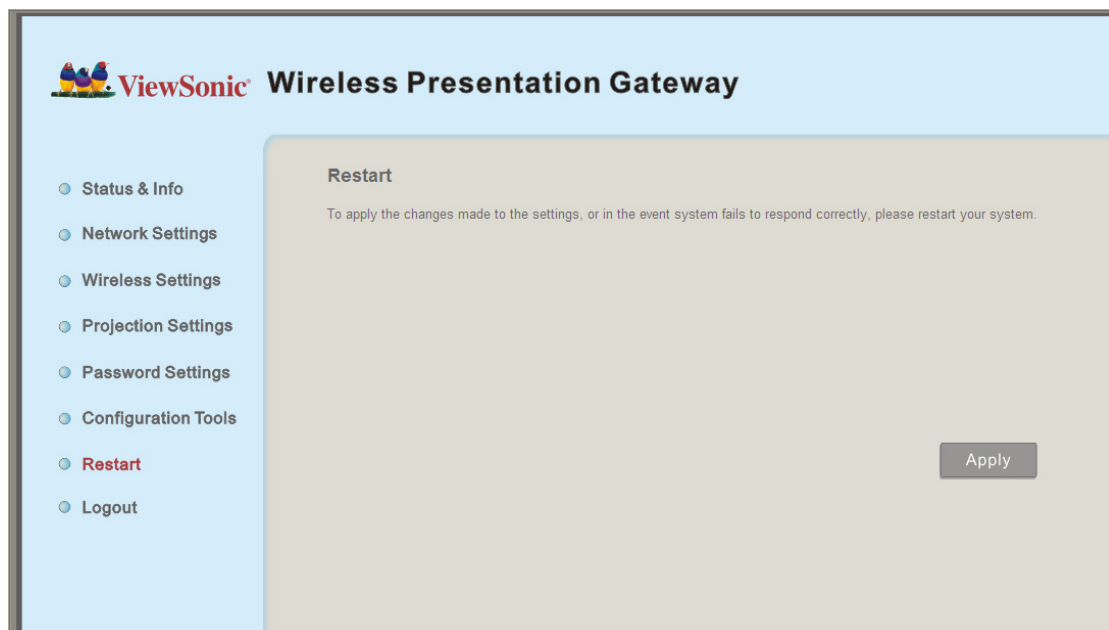 ViewSonic® Wireless Presentation Gateway
Status & Info
Network Settings
Wireless Settings
Projection Settings
Password Settings
Configuration Tools
Restart
Logout
Restart
To apply the changes made to the settings, or in the event system fails to respond correctly, please restart your system.
Apply